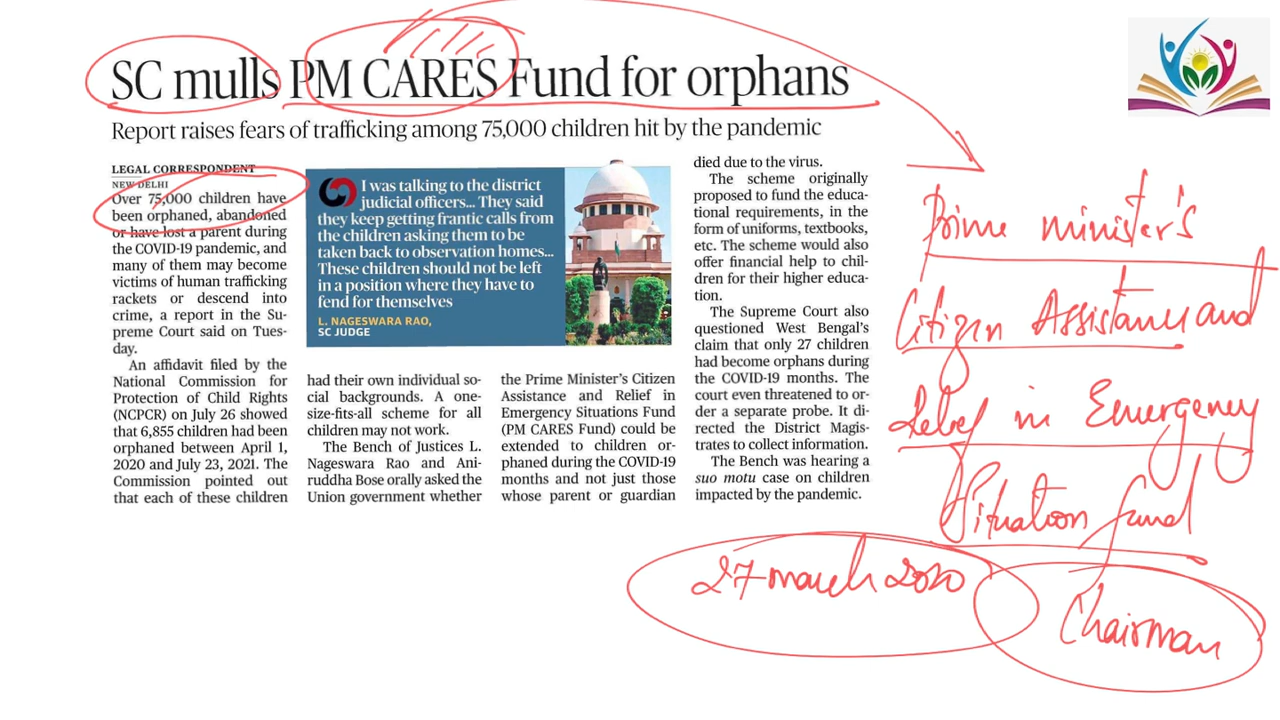 SC mulls PM CARES Fund for orphans
Report raises fears of trafficking among 75,000 children hit by the pandemic
LEGAL CORRESPONDENT
NEW DELHI
Over 75,000 children have
been orphaned, abandoned
or have lost a parent during
the COVID-19 pandemic, and
many of them may become
victims of human trafficking
rackets or descend into
crime, a report in the Su-
preme Court said on Tues-
day.
An affidavit filed by the
National Commission for
Protection of Child Rights
(NCPCR) on July 26 showed
that 6,855 children had been
orphaned between April 1,
2020 and July 23, 2021. The
Commission pointed out
that each of these children
I was talking to the district
judicial officers... They said
they keep getting frantic calls from
the children asking them to be
taken back to observation homes...
These children should not be left
in a position where they have to
fend for themselves
L. NAGESWARA RAO,
SC JUDGE
had their own individual so-
cial backgrounds. A one-
size-fits-all scheme for all
children may not work.
The Bench of Justices L.
Nageswara Rao and Ani-
ruddha Bose orally asked the
Union government whether
the Prime Minister's Citizen
Assistance and Relief in
Emergency Situations Fund
(PM CARES Fund) could be
extended to children or-
phaned during the COVID-19
months and not just those
whose parent or guardian
died due to the virus.
The scheme originally
proposed to fund the educa-
tional requirements, in the
form of uniforms, textbooks,
etc. The scheme would also
offer financial help to chil-
dren for their higher educa-
tion.
The Supreme Court also
questioned West Bengal's
claim that only 27 children
had become orphans during
the COVID-19 months. The
court even threatened to or-
der a separate probe. It di-
rected the District Magis-
trates to collect information.
The Bench was hearing a
suo motu case on children
impacted by the pandemic.
Prime minister's
Citizen Assistance and
Relief in Emergency
Situation fund
27 march 2020
Chairman